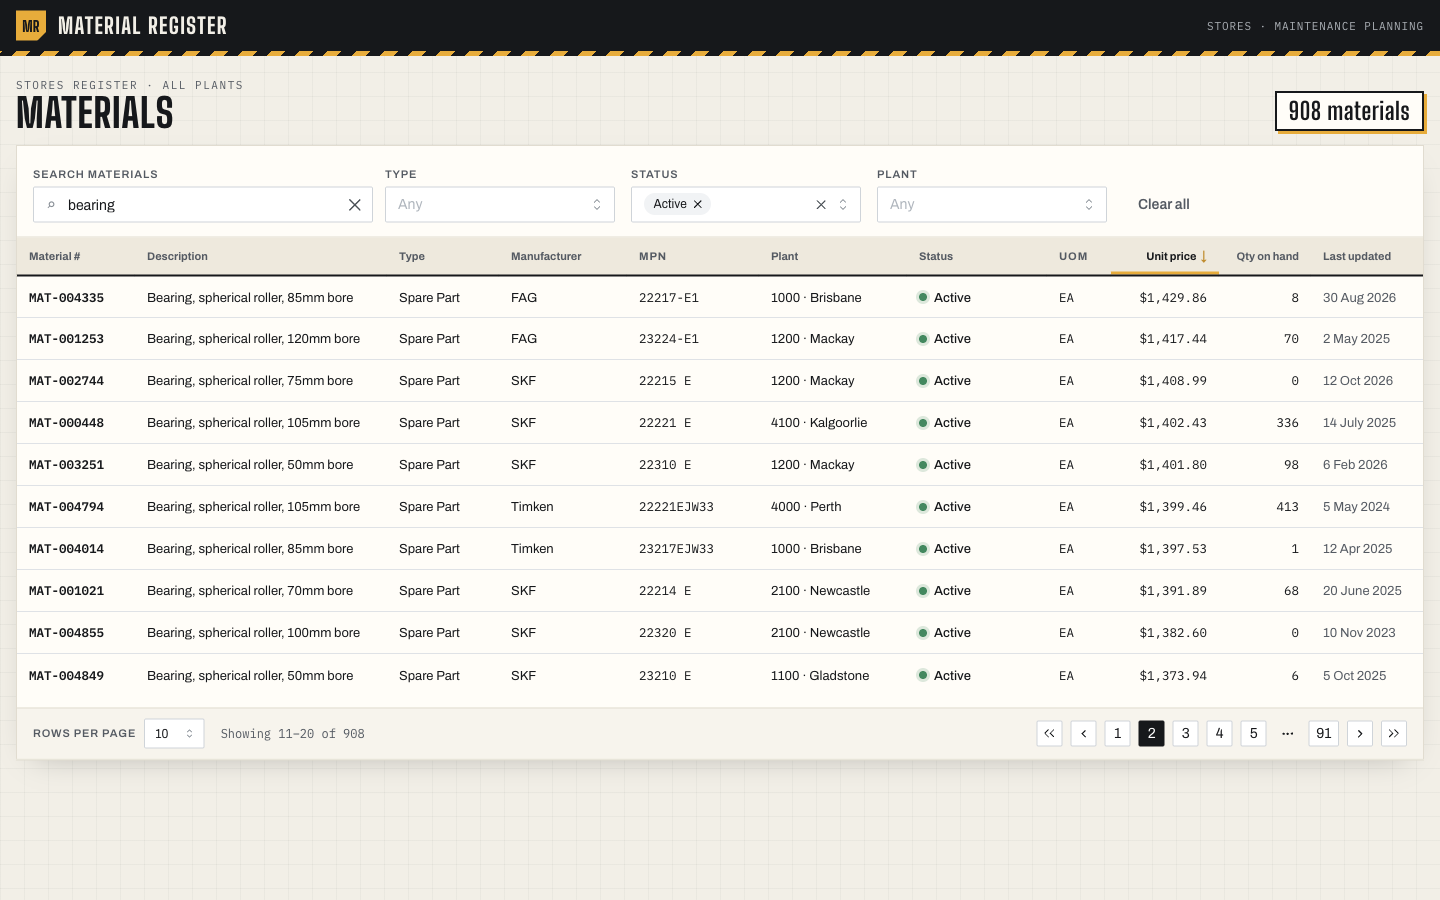 MR MATERIAL REGISTER STORES · MAINTENANCE PLANNING
STORES REGISTER · ALL PLANTS
MATERIALS
908 materials
SEARCH MATERIALS TYPE STATUS PLANT
bearing Any Active Any Clear all
Material # Description Type Manufacturer MPN Plant Status UOM Unit price ↓ Qty on hand Last updated
MAT-004335 Bearing, spherical roller, 85mm bore Spare Part FAG 22217-E1 1000 · Brisbane Active EA $1,429.86 8 30 Aug 2026
MAT-001253 Bearing, spherical roller, 120mm bore Spare Part FAG 23224-E1 1200 · Mackay Active EA $1,417.44 70 2 May 2025
MAT-002744 Bearing, spherical roller, 75mm bore Spare Part SKF 22215 E 1200 · Mackay Active EA $1,408.99 0 12 Oct 2026
MAT-000448 Bearing, spherical roller, 105mm bore Spare Part SKF 22221 E 4100 · Kalgoorlie Active EA $1,402.43 336 14 July 2025
MAT-003251 Bearing, spherical roller, 50mm bore Spare Part SKF 22310 E 1200 · Mackay Active EA $1,401.80 98 6 Feb 2026
MAT-004794 Bearing, spherical roller, 105mm bore Spare Part Timken 22221EJW33 4000 · Perth Active EA $1,399.46 413 5 May 2024
MAT-004014 Bearing, spherical roller, 85mm bore Spare Part Timken 23217EJW33 1000 · Brisbane Active EA $1,397.53 1 12 Apr 2025
MAT-001021 Bearing, spherical roller, 70mm bore Spare Part SKF 22214 E 2100 · Newcastle Active EA $1,391.89 68 20 June 2025
MAT-004855 Bearing, spherical roller, 100mm bore Spare Part SKF 22320 E 2100 · Newcastle Active EA $1,382.60 0 10 Nov 2023
MAT-004849 Bearing, spherical roller, 50mm bore Spare Part SKF 23210 E 1100 · Gladstone Active EA $1,373.94 6 5 Oct 2025
ROWS PER PAGE 10 Showing 11–20 of 908 1 2 3 4 5 ··· 91